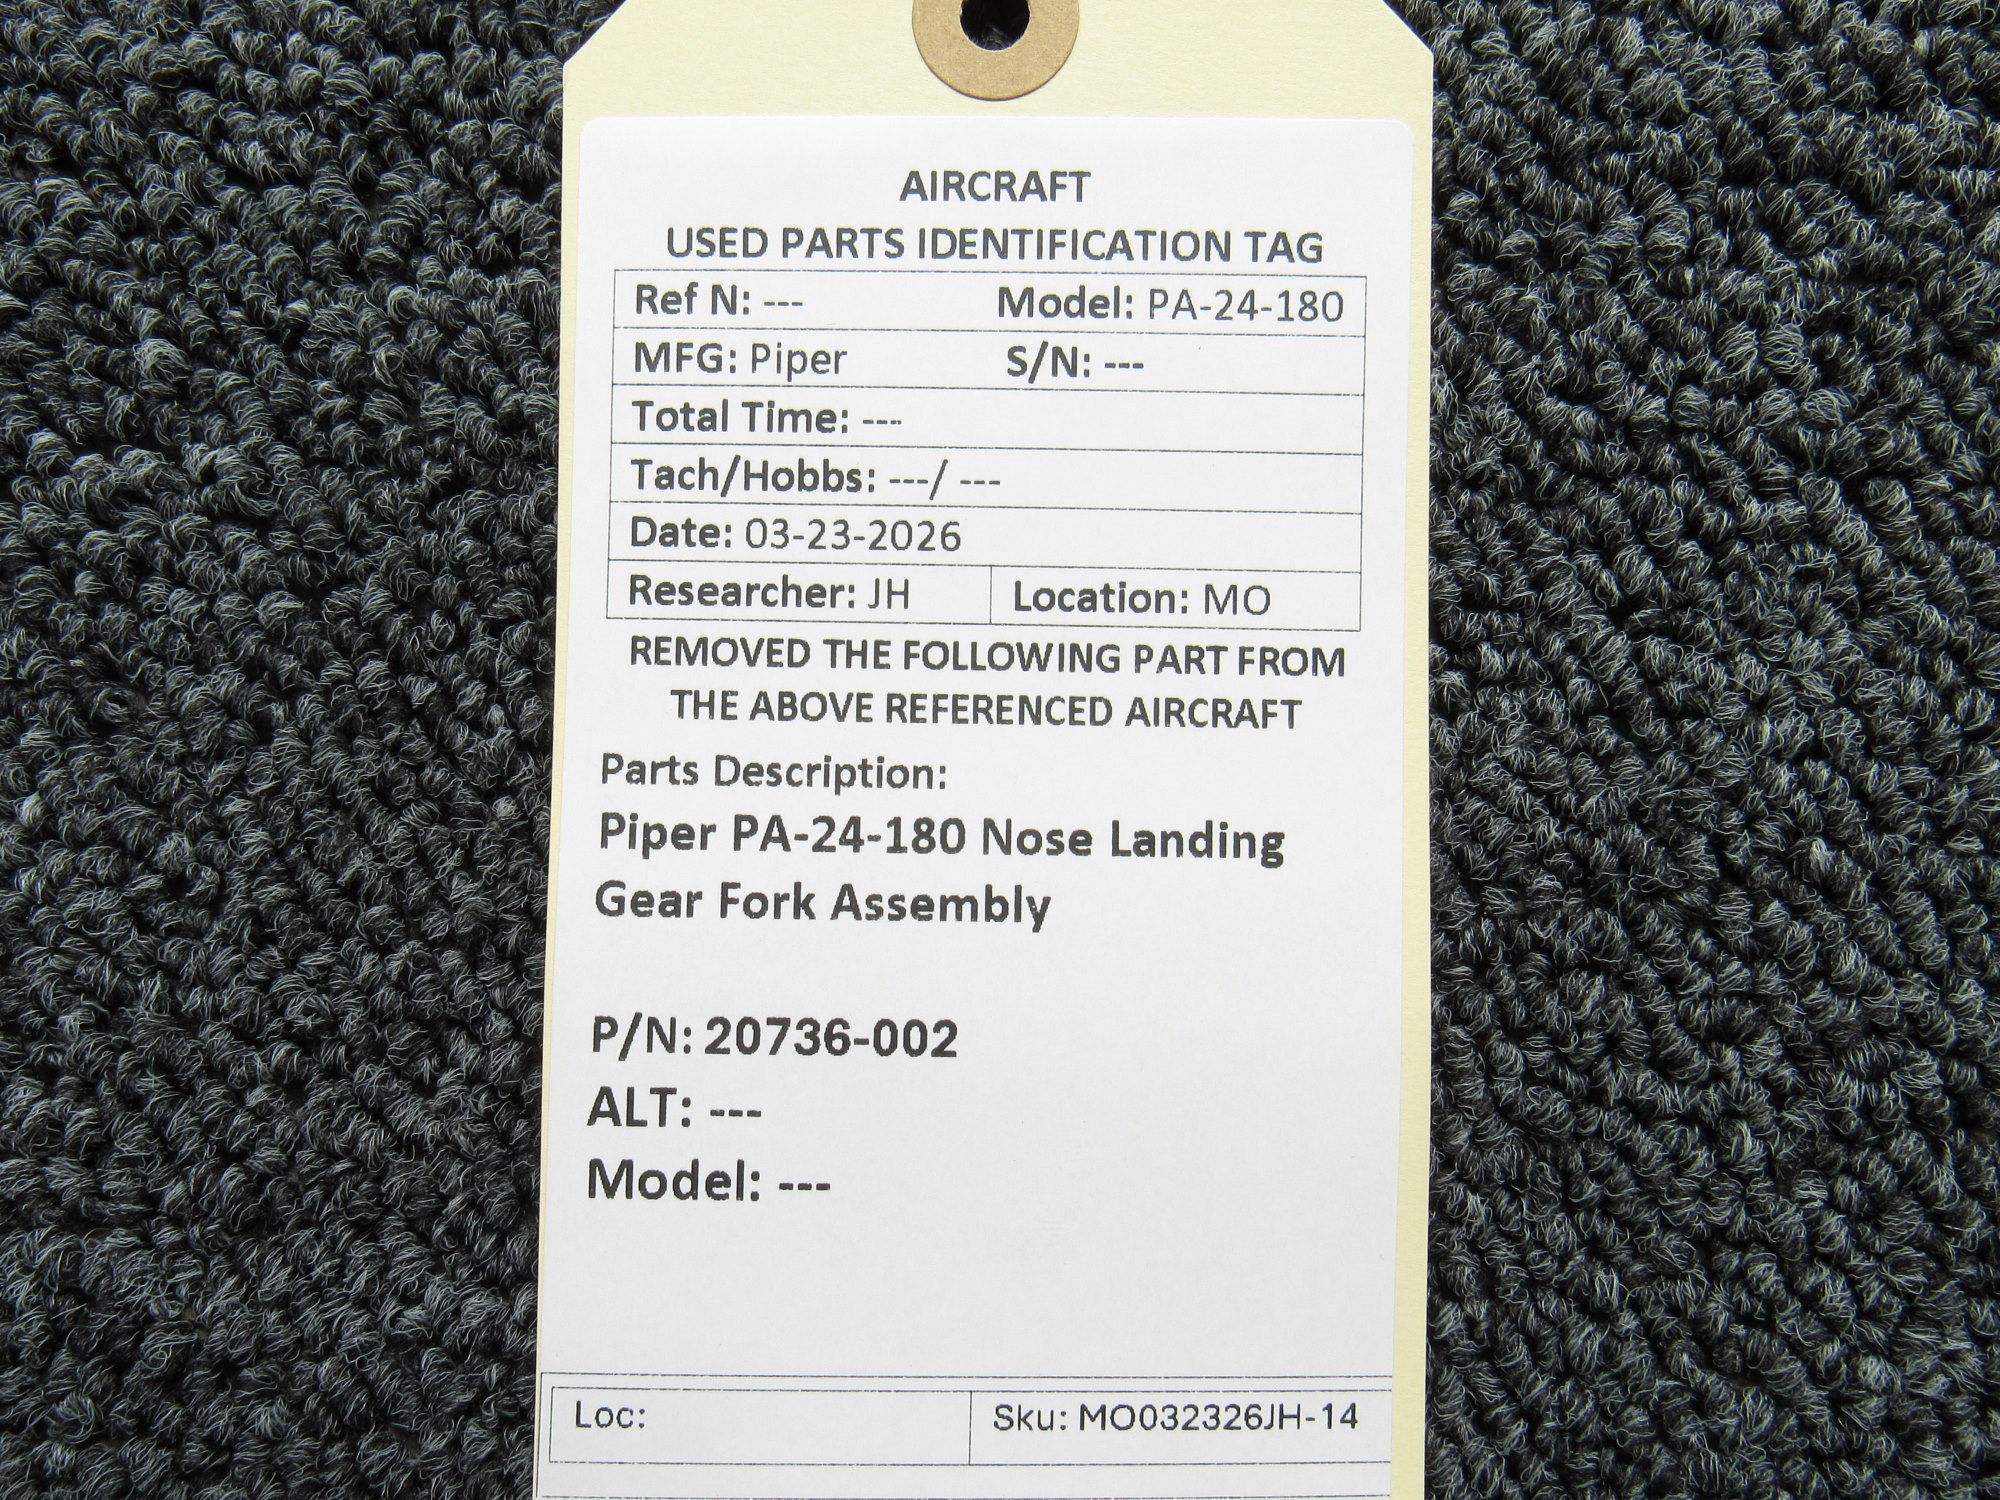 AIRCRAFT
USED PARTS IDENTIFICATION TAG
Ref N: --- Model: PA-24-180
MFG: Piper S/N: ---
Total Time: ---
Tach/Hobbs: ---/ ---
Date: 03-23-2026
Researcher: JH Location: MO
REMOVED THE FOLLOWING PART FROM
THE ABOVE REFERENCED AIRCRAFT
Parts Description:
Piper PA-24-180 Nose Landing
Gear Fork Assembly
P/N: 20736-002
ALT: ---
Model: ---
Loc: Sku: MO032326JH-14